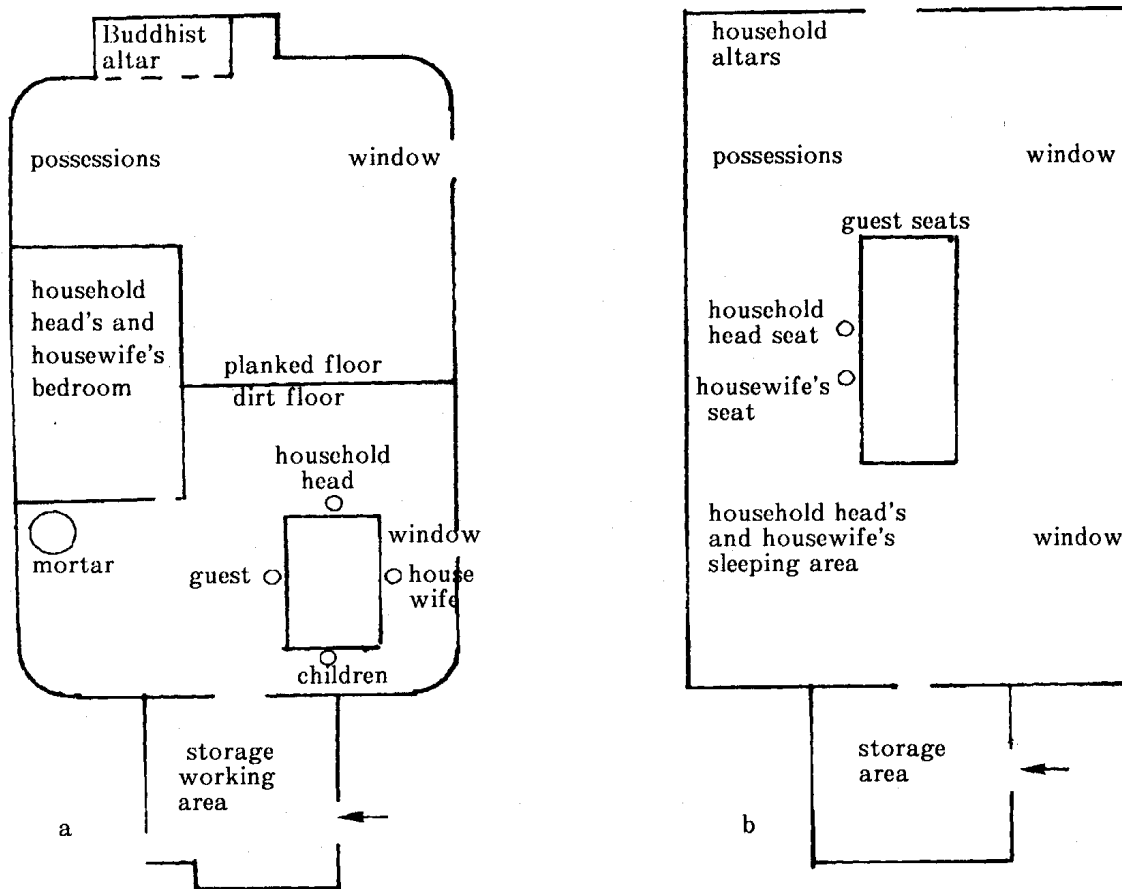 Buddhist
altar
possessions
window
household
head's and
housewife's
bedroom
planked floor
dirt floor
household
head
window
mortar
guest
house
wife
children
storage
working
area
a
household
altars
possessions
window
guest seats
household
head seat
housewife's
seat
household head's
and housewife's
sleeping area
window
storage
area
b